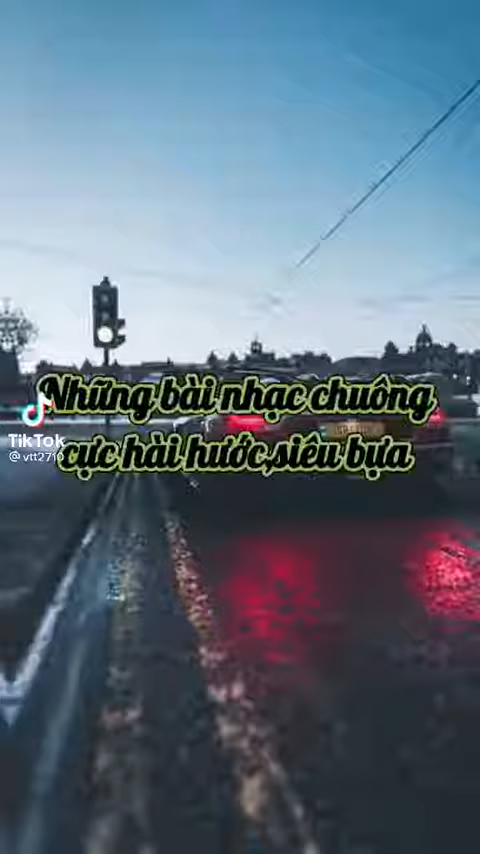 Những bài nhạc chuông
cực hài hước,siêu bựa
TikTok
@vtt2710